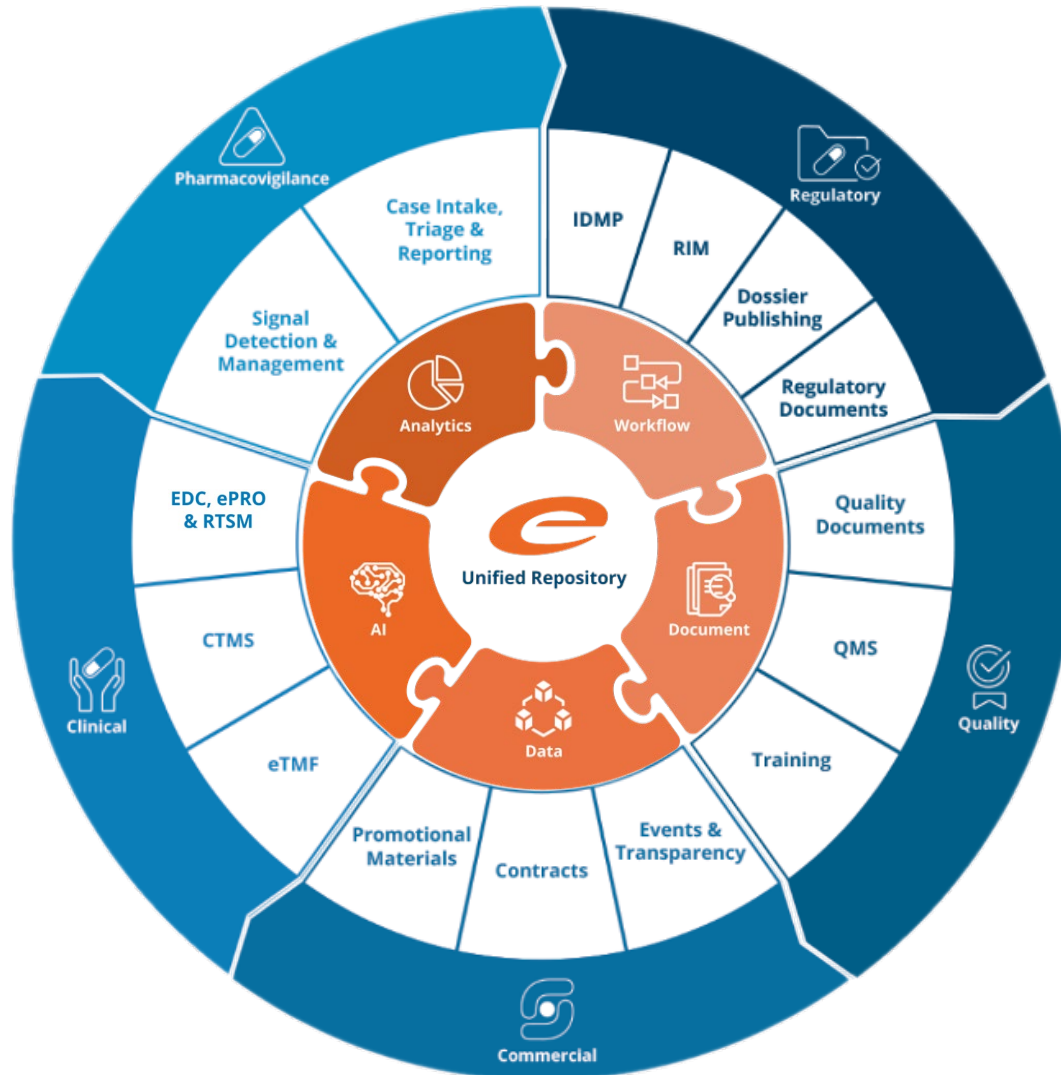 Pharmacovigilance
Regulatory
Case Intake,
Triage &
Reporting
IDMP
RIM
Dossier
Publishing
Regulatory
Documents
Signal
Detection &
Management
Analytics
Workflow
EDC, ePRO
& RTSM
Quality
Documents
Unified Repository
AI
Document
CTMS
QMS
Clinical
Quality
Data
eTMF
Training
Promotional
Materials
Contracts
Events &
Transparency
Commercial